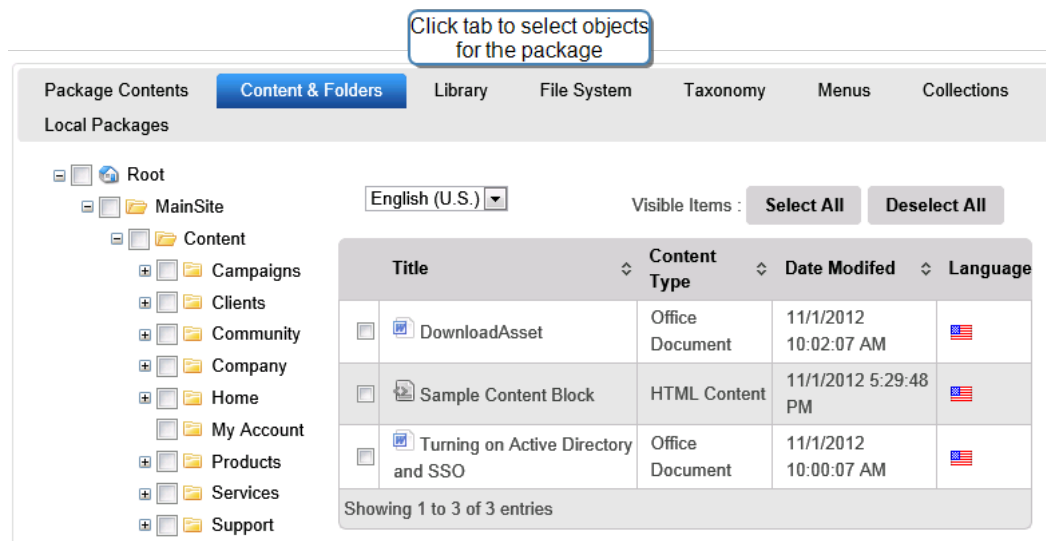 Click tab to select objects
for the package
Package Contents Content & Folders Library File System Taxonomy Menus Collections
Local Packages
Root
MainSite
Content
Campaigns
Clients
Community
Company
Home
My Account
Products
Services
Support
English (U.S.) Visible Items : Select All Deselect All
Title Content Type Date Modifed Language
DownloadAsset Office Document 11/1/2012 10:02:07 AM
Sample Content Block HTML Content 11/1/2012 5:29:48 PM
Turning on Active Directory and SSO Office Document 11/1/2012 10:00:07 AM
Showing 1 to 3 of 3 entries